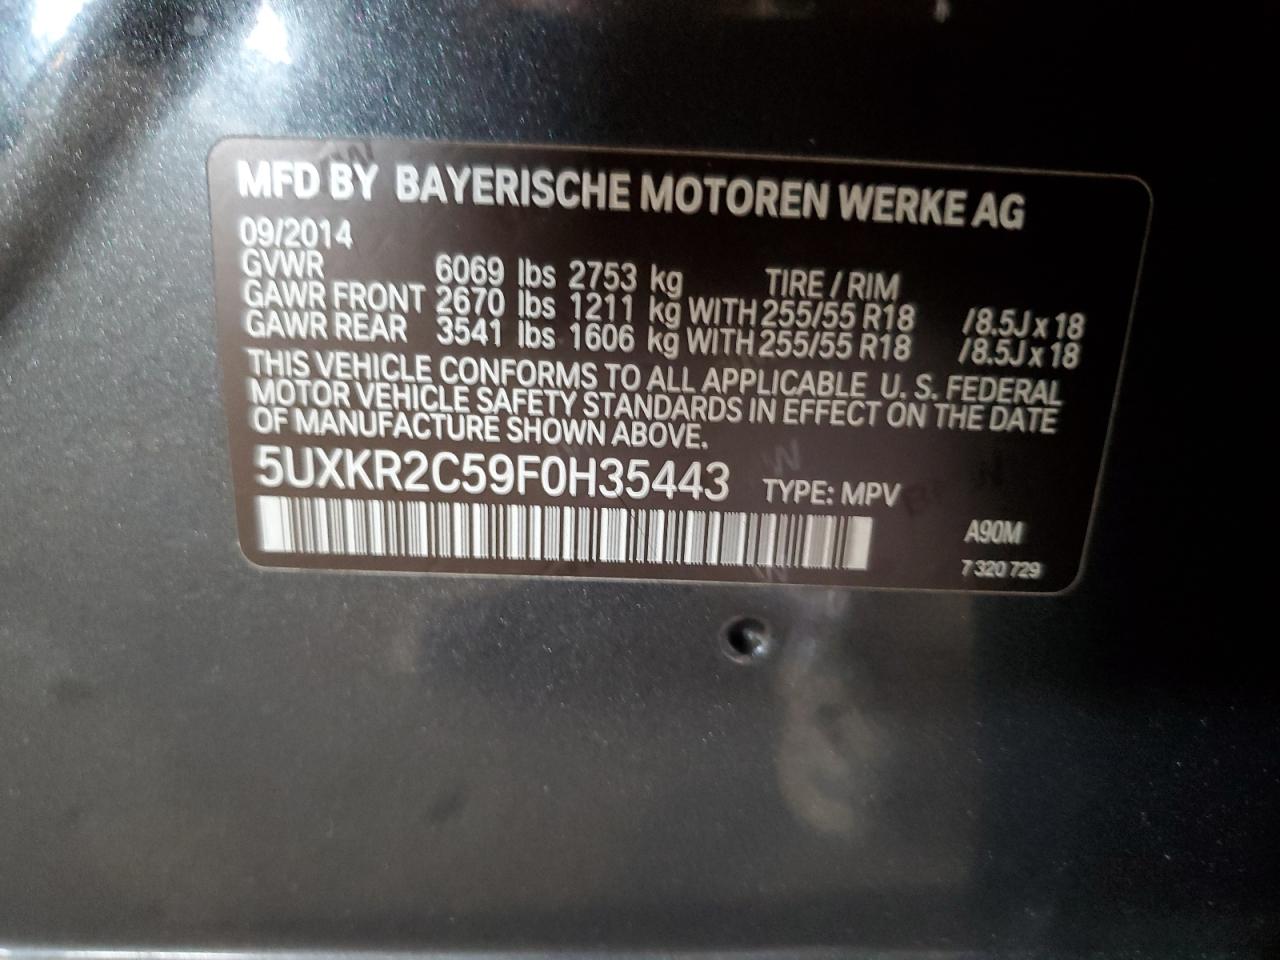 MFD BY BAYERISCHE MOTOREN WERKE AG
09/2014
GVWR 6069 lbs 2753 kg TIRE / RIM
GAWR FRONT 2670 lbs 1211 kg WITH 255/55 R18 /8.5J x 18
GAWR REAR 3541 lbs 1606 kg WITH 255/55 R18 /8.5J x 18
THIS VEHICLE CONFORMS TO ALL APPLICABLE U. S. FEDERAL
MOTOR VEHICLE SAFETY STANDARDS IN EFFECT ON THE DATE
OF MANUFACTURE SHOWN ABOVE.
5UXKR2C59F0H35443 TYPE: MPV
A90M
7 320 729